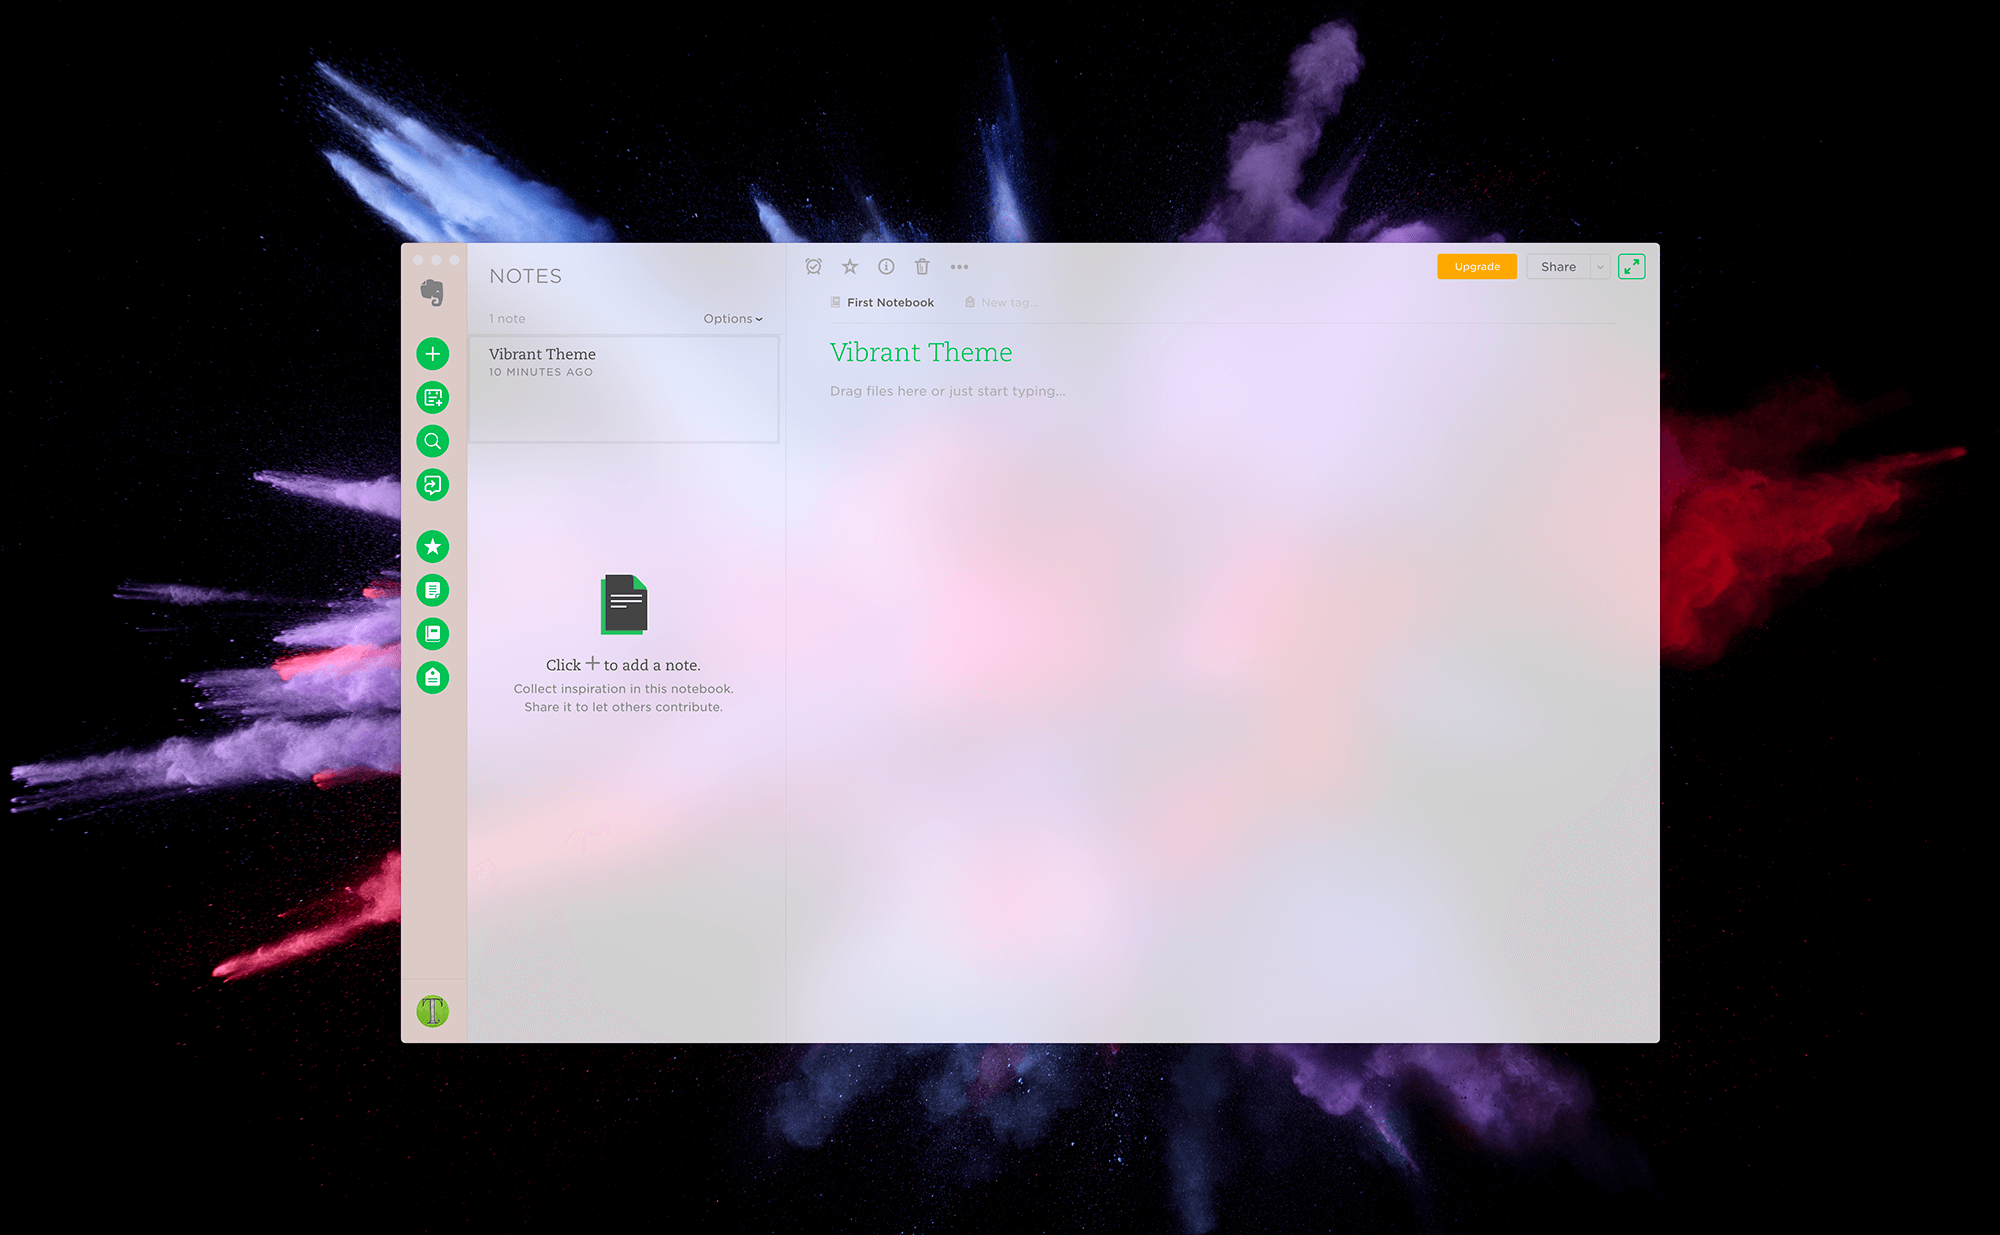 NOTES
1 note
Options
Vibrant Theme
10 MINUTES AGO
Click + to add a note.
Collect inspiration in this notebook.
Share it to let others contribute.
Upgrade
Share
First Notebook
New tag...
Vibrant Theme
Drag files here or just start typing...
T